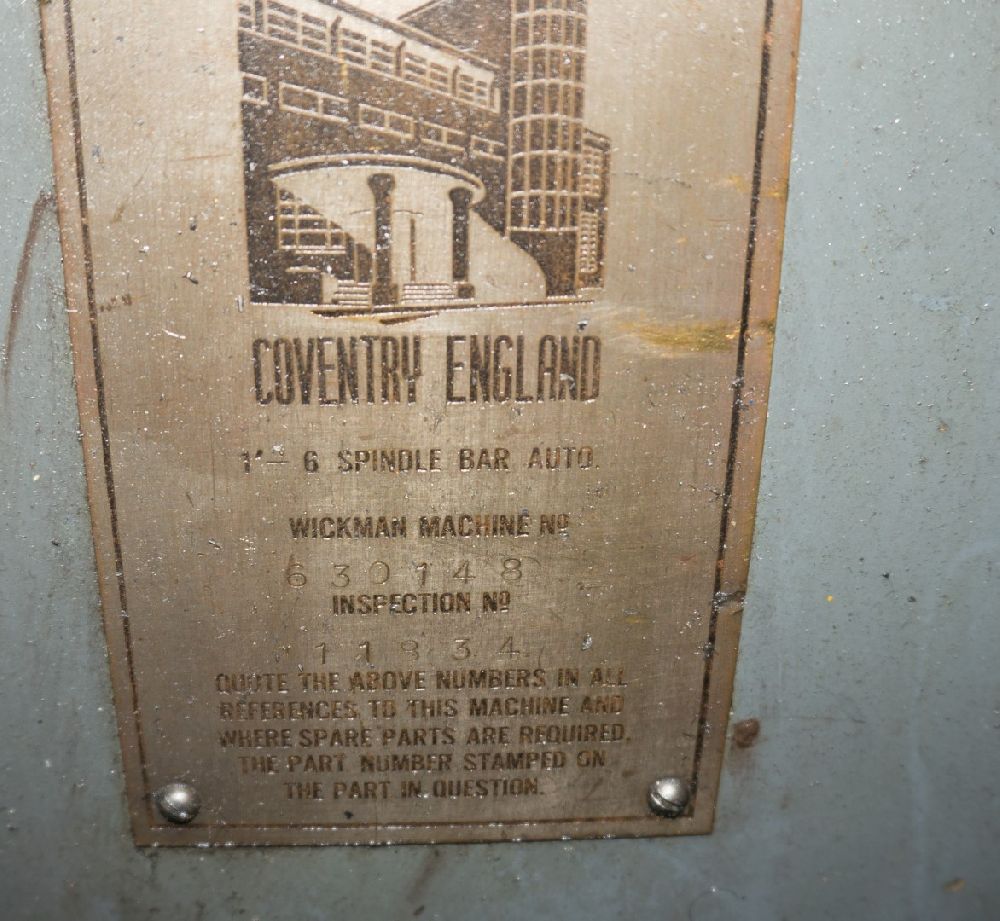 COVENTRY ENGLAND
1"— 6 SPINDLE BAR AUTO.
WICKMAN MACHINE Nº
630148
INSPECTION Nº
11834
QUOTE THE ABOVE NUMBERS IN ALL
REFERENCES TO THIS MACHINE AND
WHERE SPARE PARTS ARE REQUIRED,
THE PART NUMBER STAMPED ON
THE PART IN QUESTION.